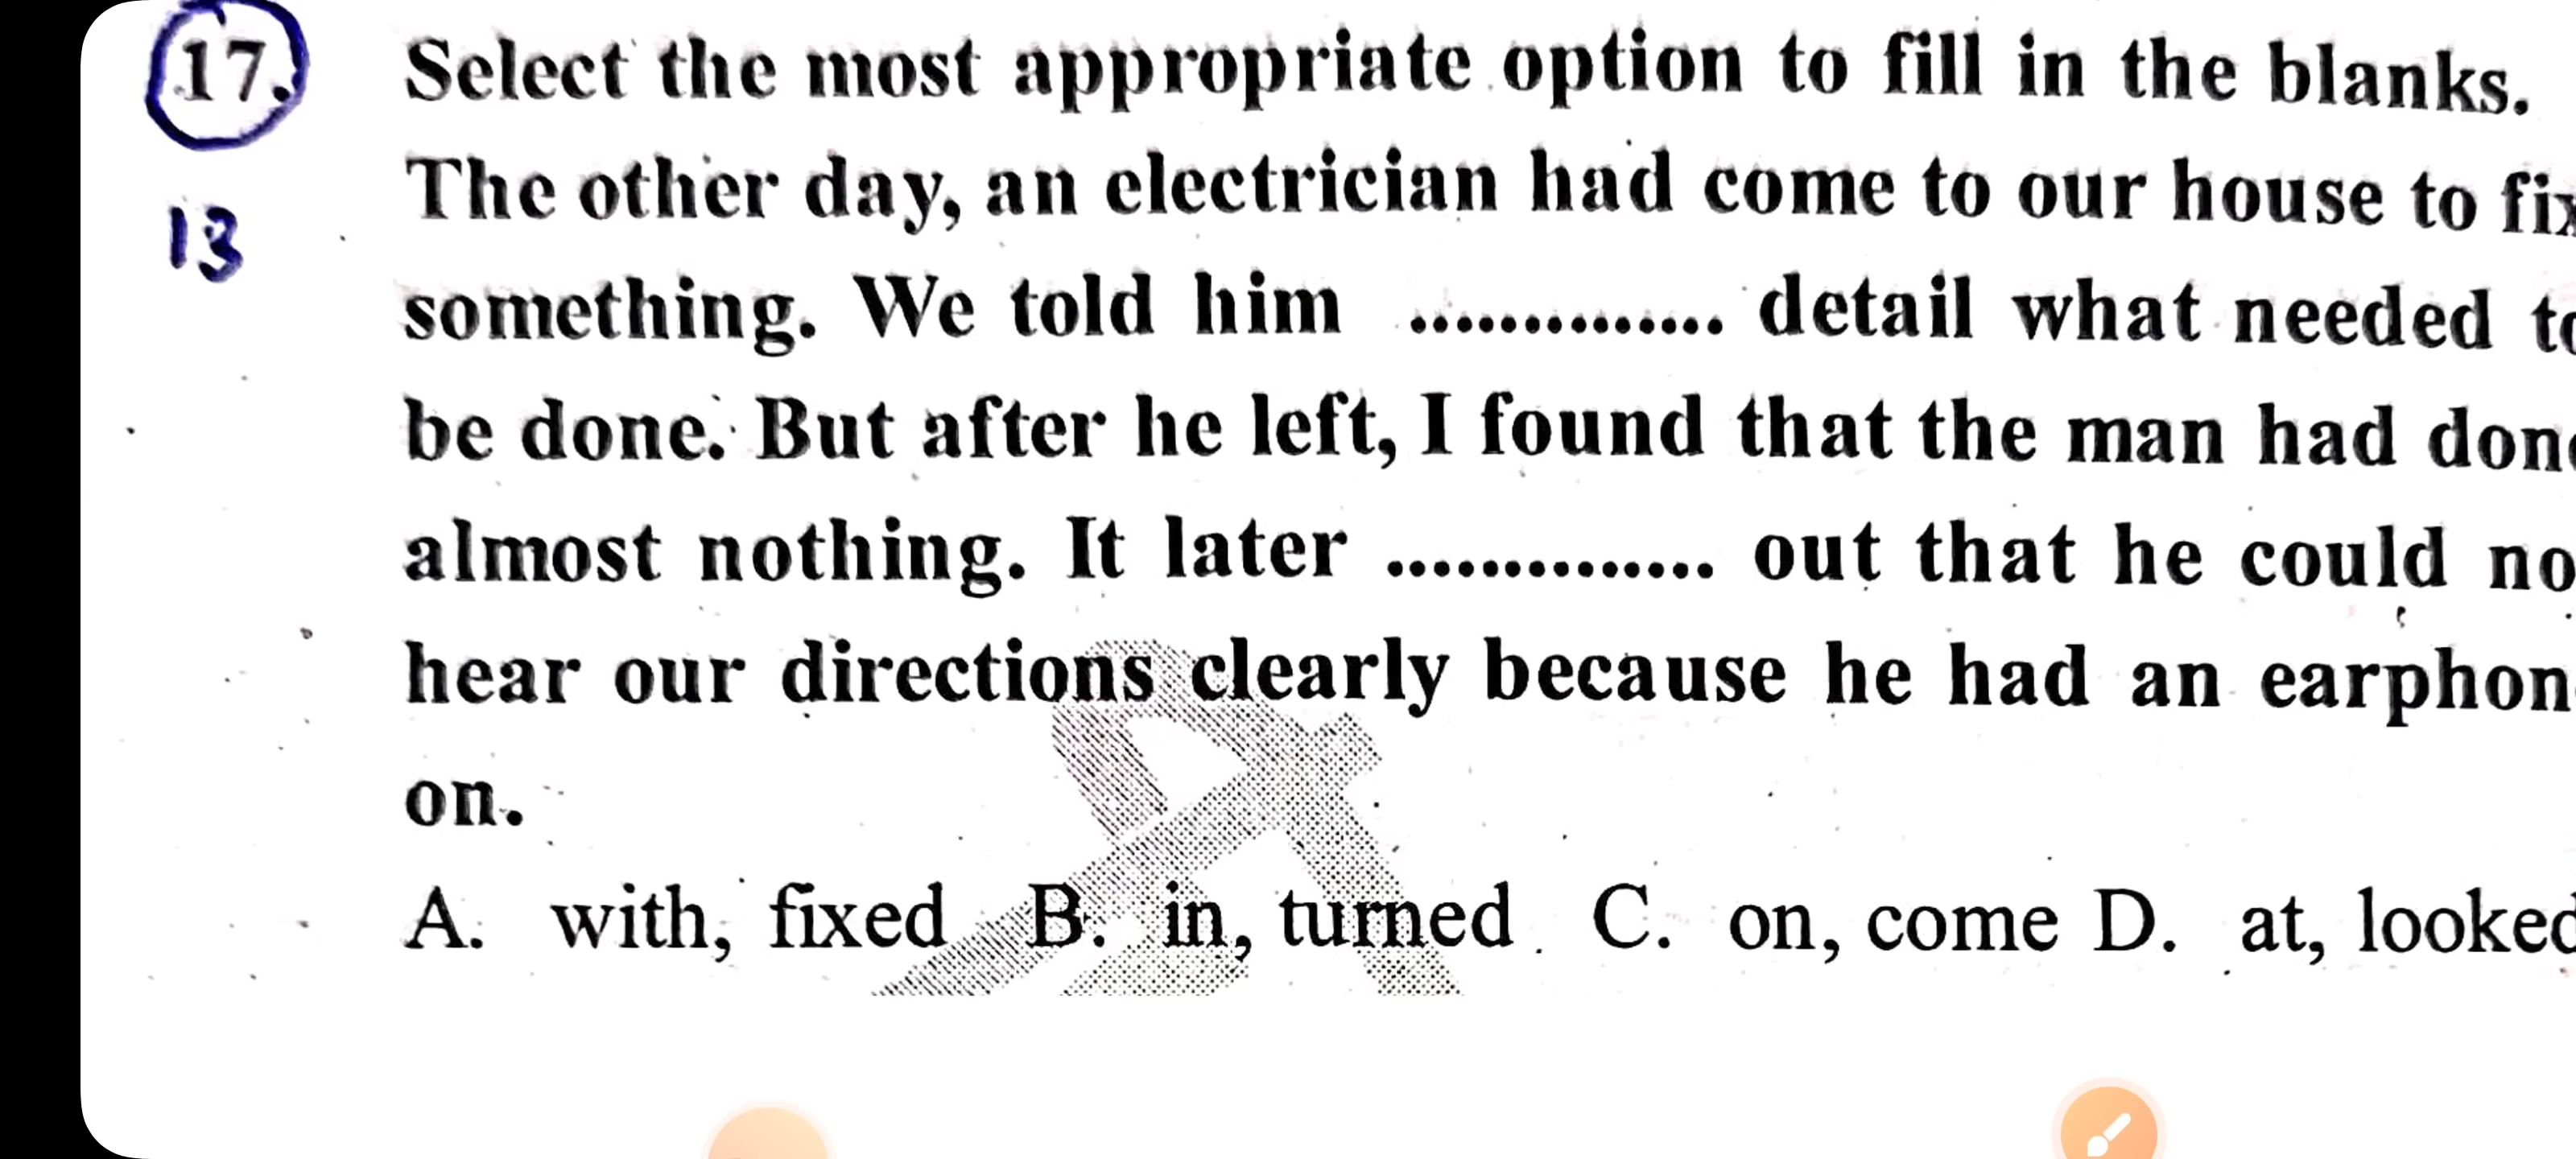 17. Select the most appropriate option to fill in the blanks.
The other day, an electrician had come to our house to fix
something. We told him .............. detail what needed to
be done. But after he left, I found that the man had done
almost nothing. It later .............. out that he could no
hear our directions clearly because he had an earphon
13
on.
A. with, fixed B. in, turned C. on, come D. at, looked